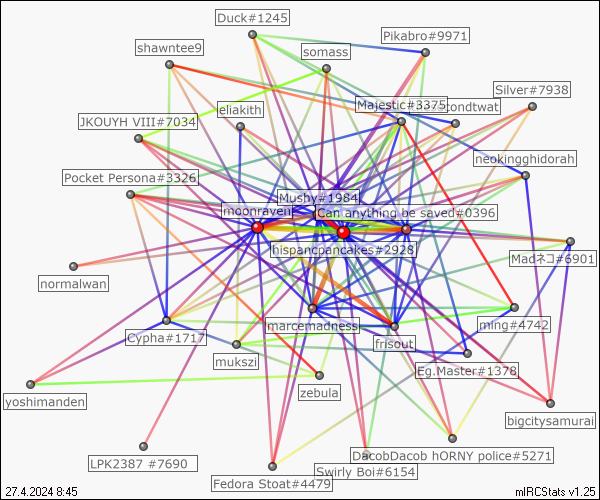 Duck#1245
Pikabro#9971
shawntee9
somass
Silver#7938
Majestic#3375
condtwat
eliakith
JKOUYH VIII#7034
neokingghidorah
Pocket Persona#3326
Mushy#1984
moonraven
Can anything be saved#0396
hispancpancakes#2928
Madネコ#6901
normalwan
marcemadness
ming#4742
Cypha#1717
frisout
mukszi
Eg.Master#1378
zebula
yoshimanden
bigcitysamurai
DacobDacob hORNY police#5271
LPK2387 #7690
Swirly Boi#6154
Fedora Stoat#4479
27.4.2024 8:45
mIRCStats v1.25